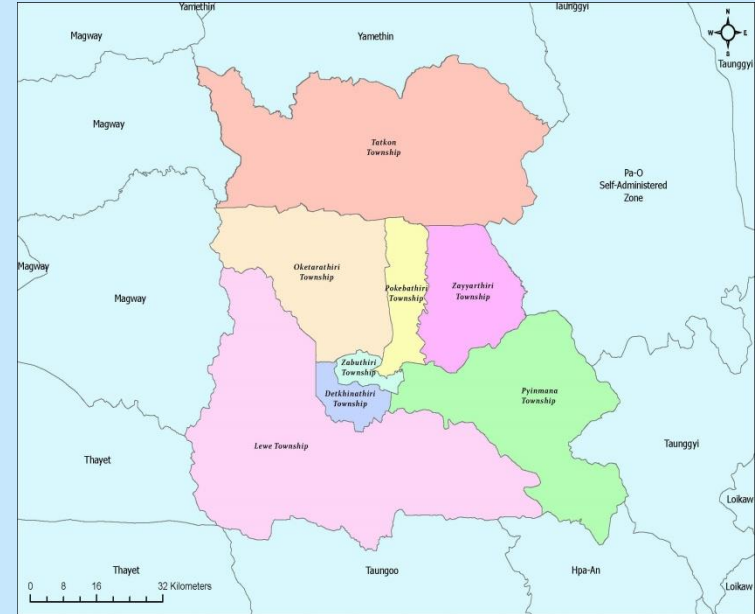 Yamethin
Taunggyi
Magway
Yamethin
N
W
E
S
Taunggyi
Magway
Tatkon
Township
Pa-O
Self-Administered
Zone
Magway
Oketarathiri
Township
Pokebathiri
Township
Zayyarthiri
Township
Magway
Zabuthiri
Township
Detkhinathiri
Township
Pyinmana
Township
Lewe Township
Taunggyi
Thayet
Loikaw
Thayet
Taungoo
Hpa-An
Loikaw
0 8 16 32 Kilometers